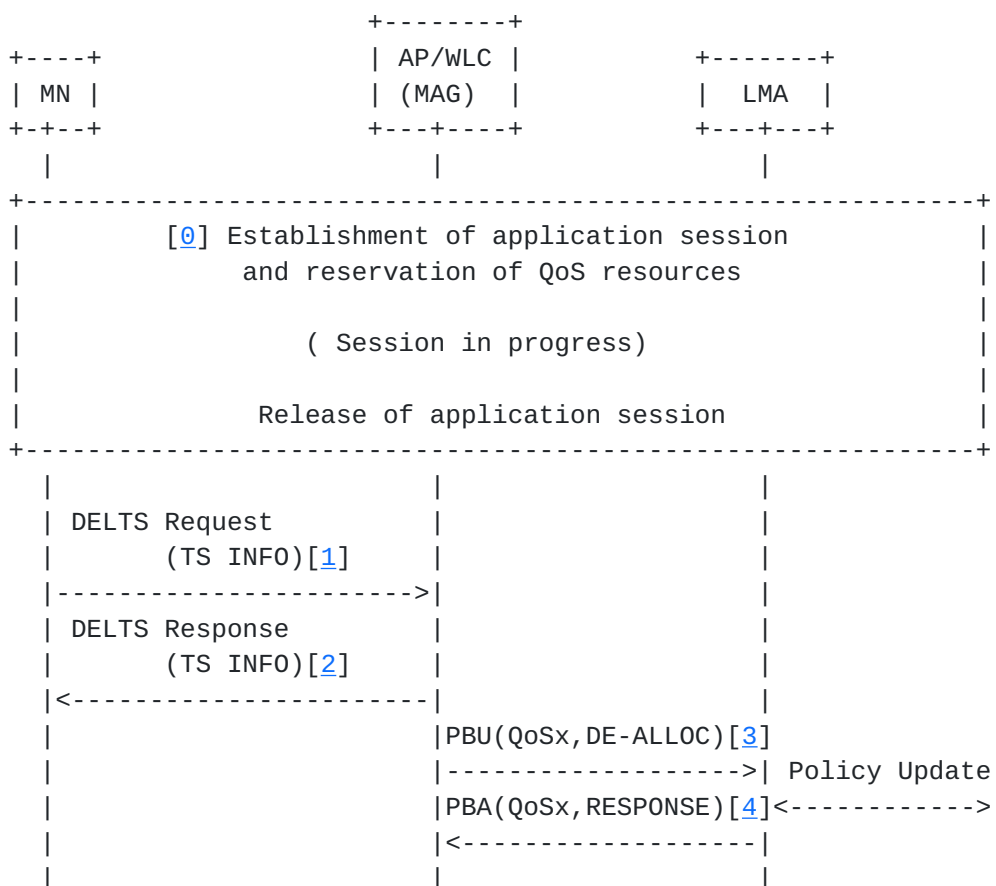 +--------+
+----+ | AP/WLC | +-------+
| MN | | (MAG) | | LMA |
+-+--+ +---+----+ +---+---+
| | |
+-------------------------------------------------------------+
| [0] Establishment of application session |
| and reservation of QoS resources |
| |
| ( Session in progress) |
| |
| Release of application session |
+-------------------------------------------------------------+
| | |
| DELTS Request | |
| (TS INFO)[1] | |
|----------------------->| |
| DELTS Response | |
| (TS INFO)[2] | |
|<-----------------------| |
| |PBU(QoSx,DE-ALLOC)[3]
| |------------------->| Policy Update
| |PBA(QoSx,RESPONSE)[4]<------------>
| |<-------------------|
| | |